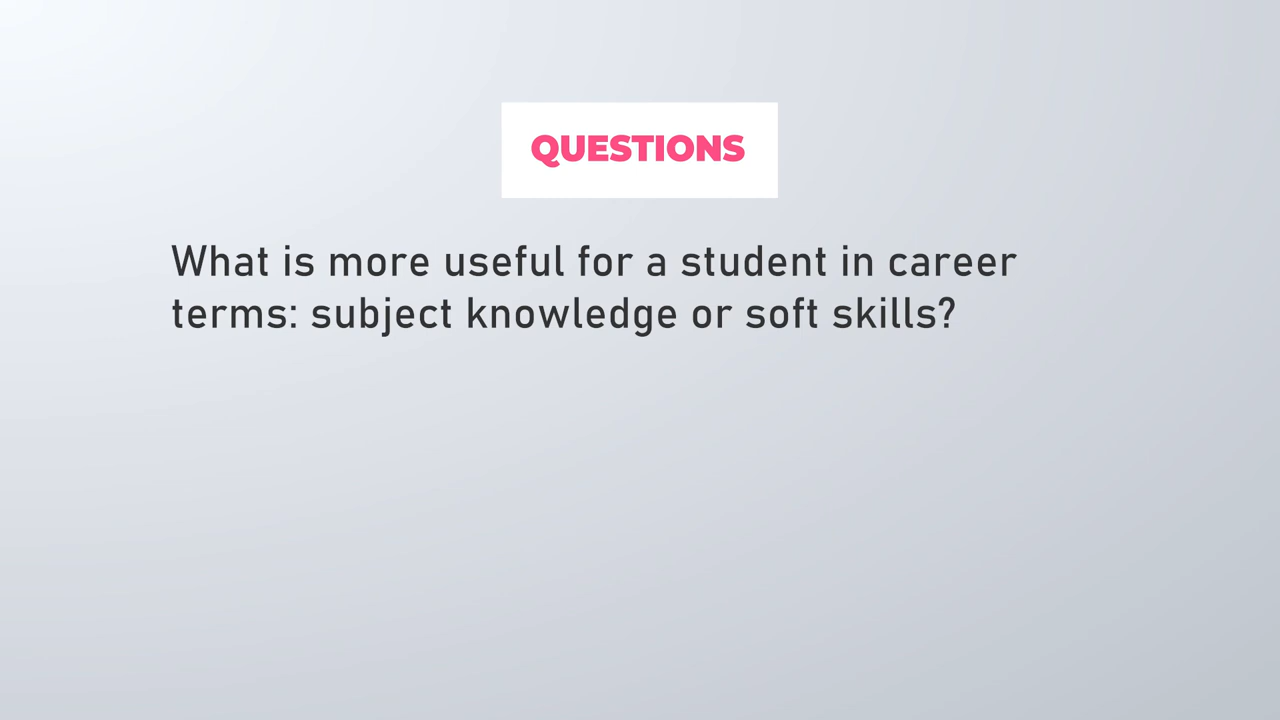 QUESTIONS
What is more useful for a student in career
terms: subject knowledge or soft skills?